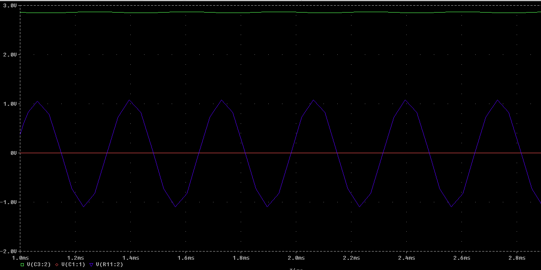 3.0V
2.0V
1.0V
0V
-1.0V
-2.0V
1.0ms 1.2ms 1.4ms 1.6ms 1.8ms 2.0ms 2.2ms 2.4ms 2.6ms 2.8ms
V(C3:2) V(C1:1) V(R11:2)